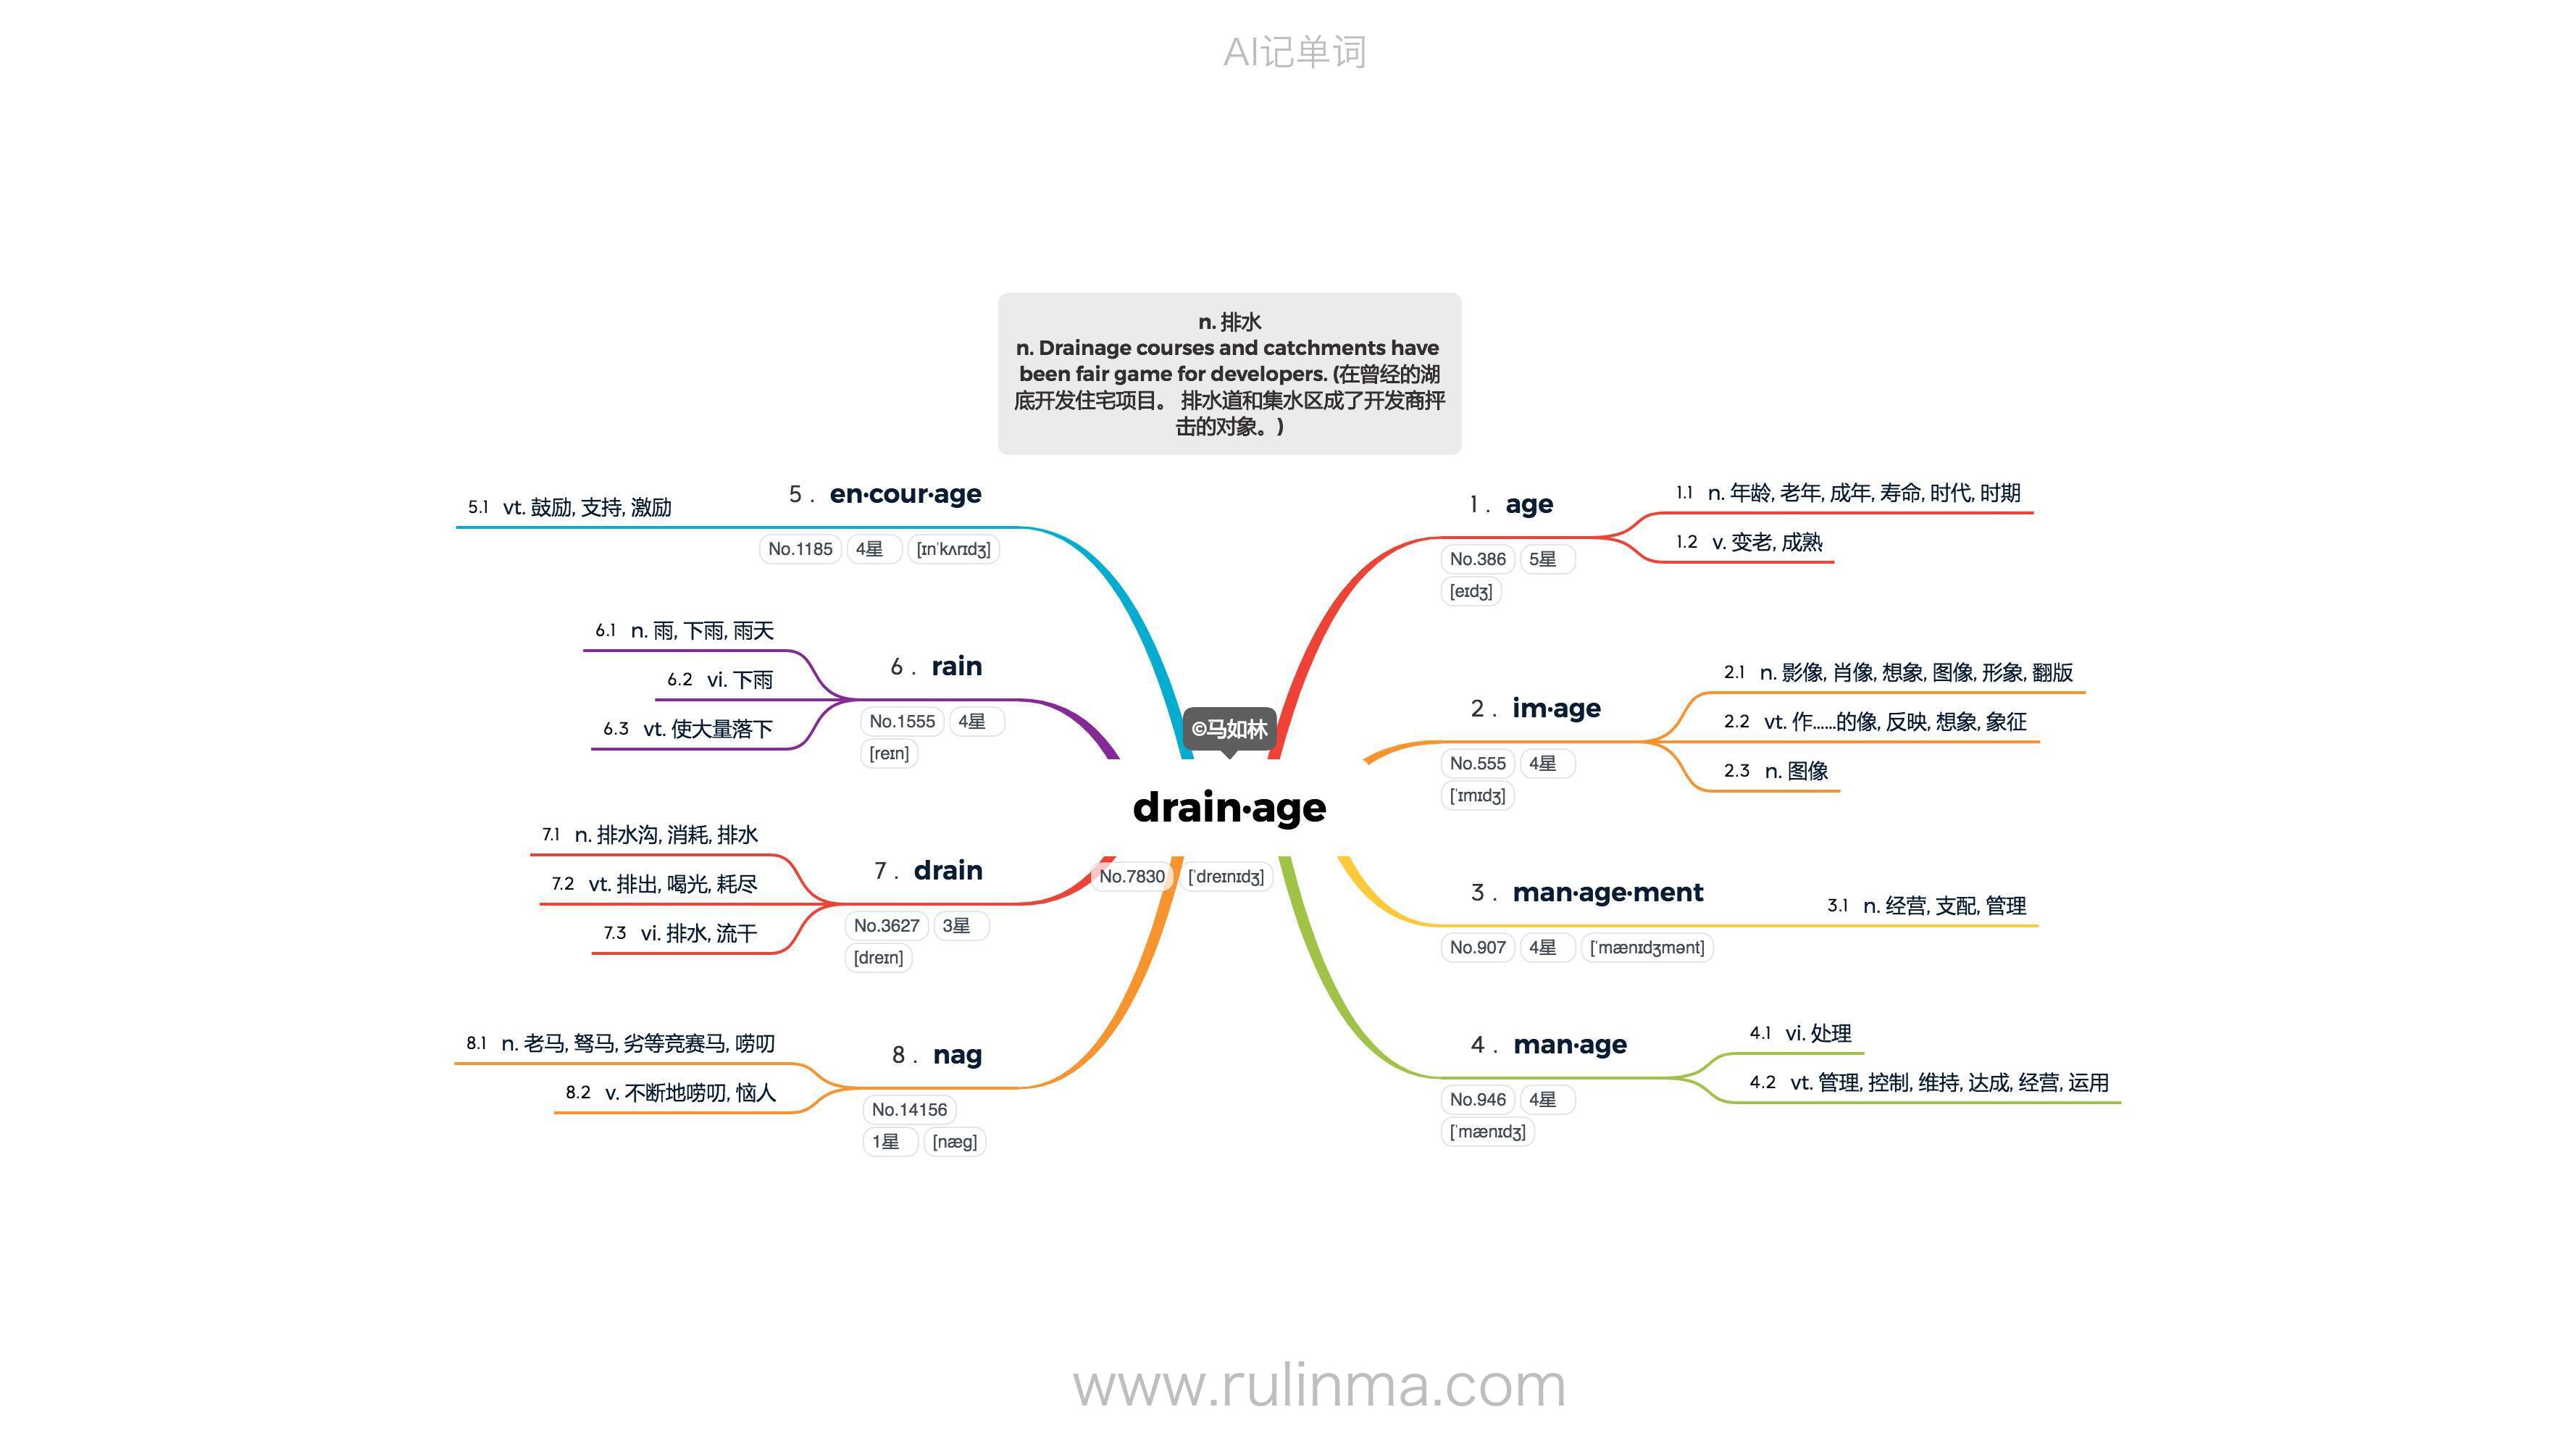 AI记单词
n. 排水
n. Drainage courses and catchments have
been fair game for developers. (在曾经的湖
底开发住宅项目。 排水道和集水区成了开发商抨
击的对象。)
©马如林
drain·age
No.7830 [ˈdreɪnɪdʒ]
1. age
No.386 5星
[eɪdʒ]
1.1 n. 年龄, 老年, 成年, 寿命, 时代, 时期
1.2 v. 变老, 成熟
2. im·age
No.555 4星
[ˈɪmɪdʒ]
2.1 n. 影像, 肖像, 想象, 图像, 形象, 翻版
2.2 vt. 作......的像, 反映, 想象, 象征
2.3 n. 图像
3. man·age·ment
No.907 4星 [ˈmænɪdʒmənt]
3.1 n. 经营, 支配, 管理
4. man·age
No.946 4星
[ˈmænɪdʒ]
4.1 vi. 处理
4.2 vt. 管理, 控制, 维持, 达成, 经营, 运用
5. en·cour·age
No.1185 4星 [ɪnˈkʌrɪdʒ]
5.1 vt. 鼓励, 支持, 激励
6. rain
No.1555 4星
[reɪn]
6.1 n. 雨, 下雨, 雨天
6.2 vi. 下雨
6.3 vt. 使大量落下
7. drain
No.3627 3星
[dreɪn]
7.1 n. 排水沟, 消耗, 排水
7.2 vt. 排出, 喝光, 耗尽
7.3 vi. 排水, 流干
8. nag
No.14156
1星 [næg]
8.1 n. 老马, 驽马, 劣等竞赛马, 唠叨
8.2 v. 不断地唠叨, 恼人
www.rulinma.com